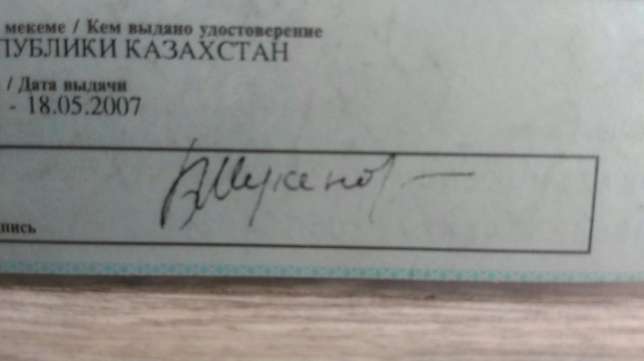 мекеме / Кем выдано удостоверение
ПУБЛИКИ КАЗАХСТАН
/ Дата выдачи
- 18.05.2007
пись